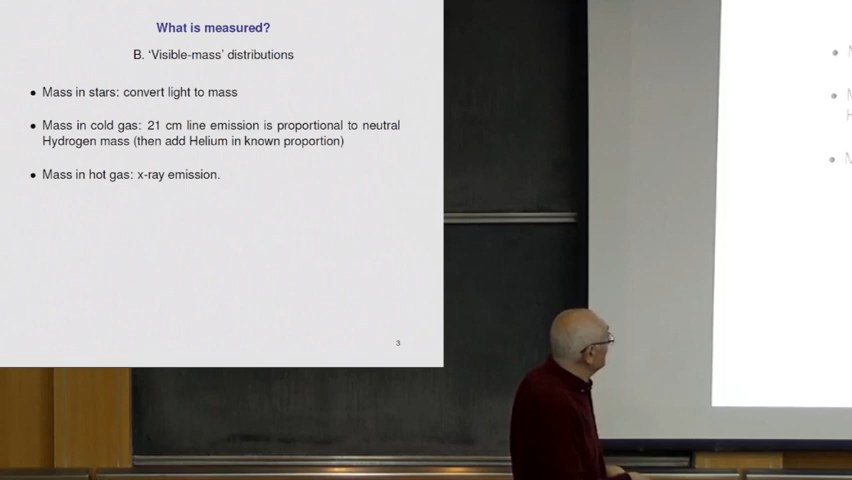 What is measured?
B. ‘Visible-mass’ distributions
• Mass in stars: convert light to mass
• Mass in cold gas: 21 cm line emission is proportional to neutral
Hydrogen mass (then add Helium in known proportion)
• Mass in hot gas: x-ray emission.
3